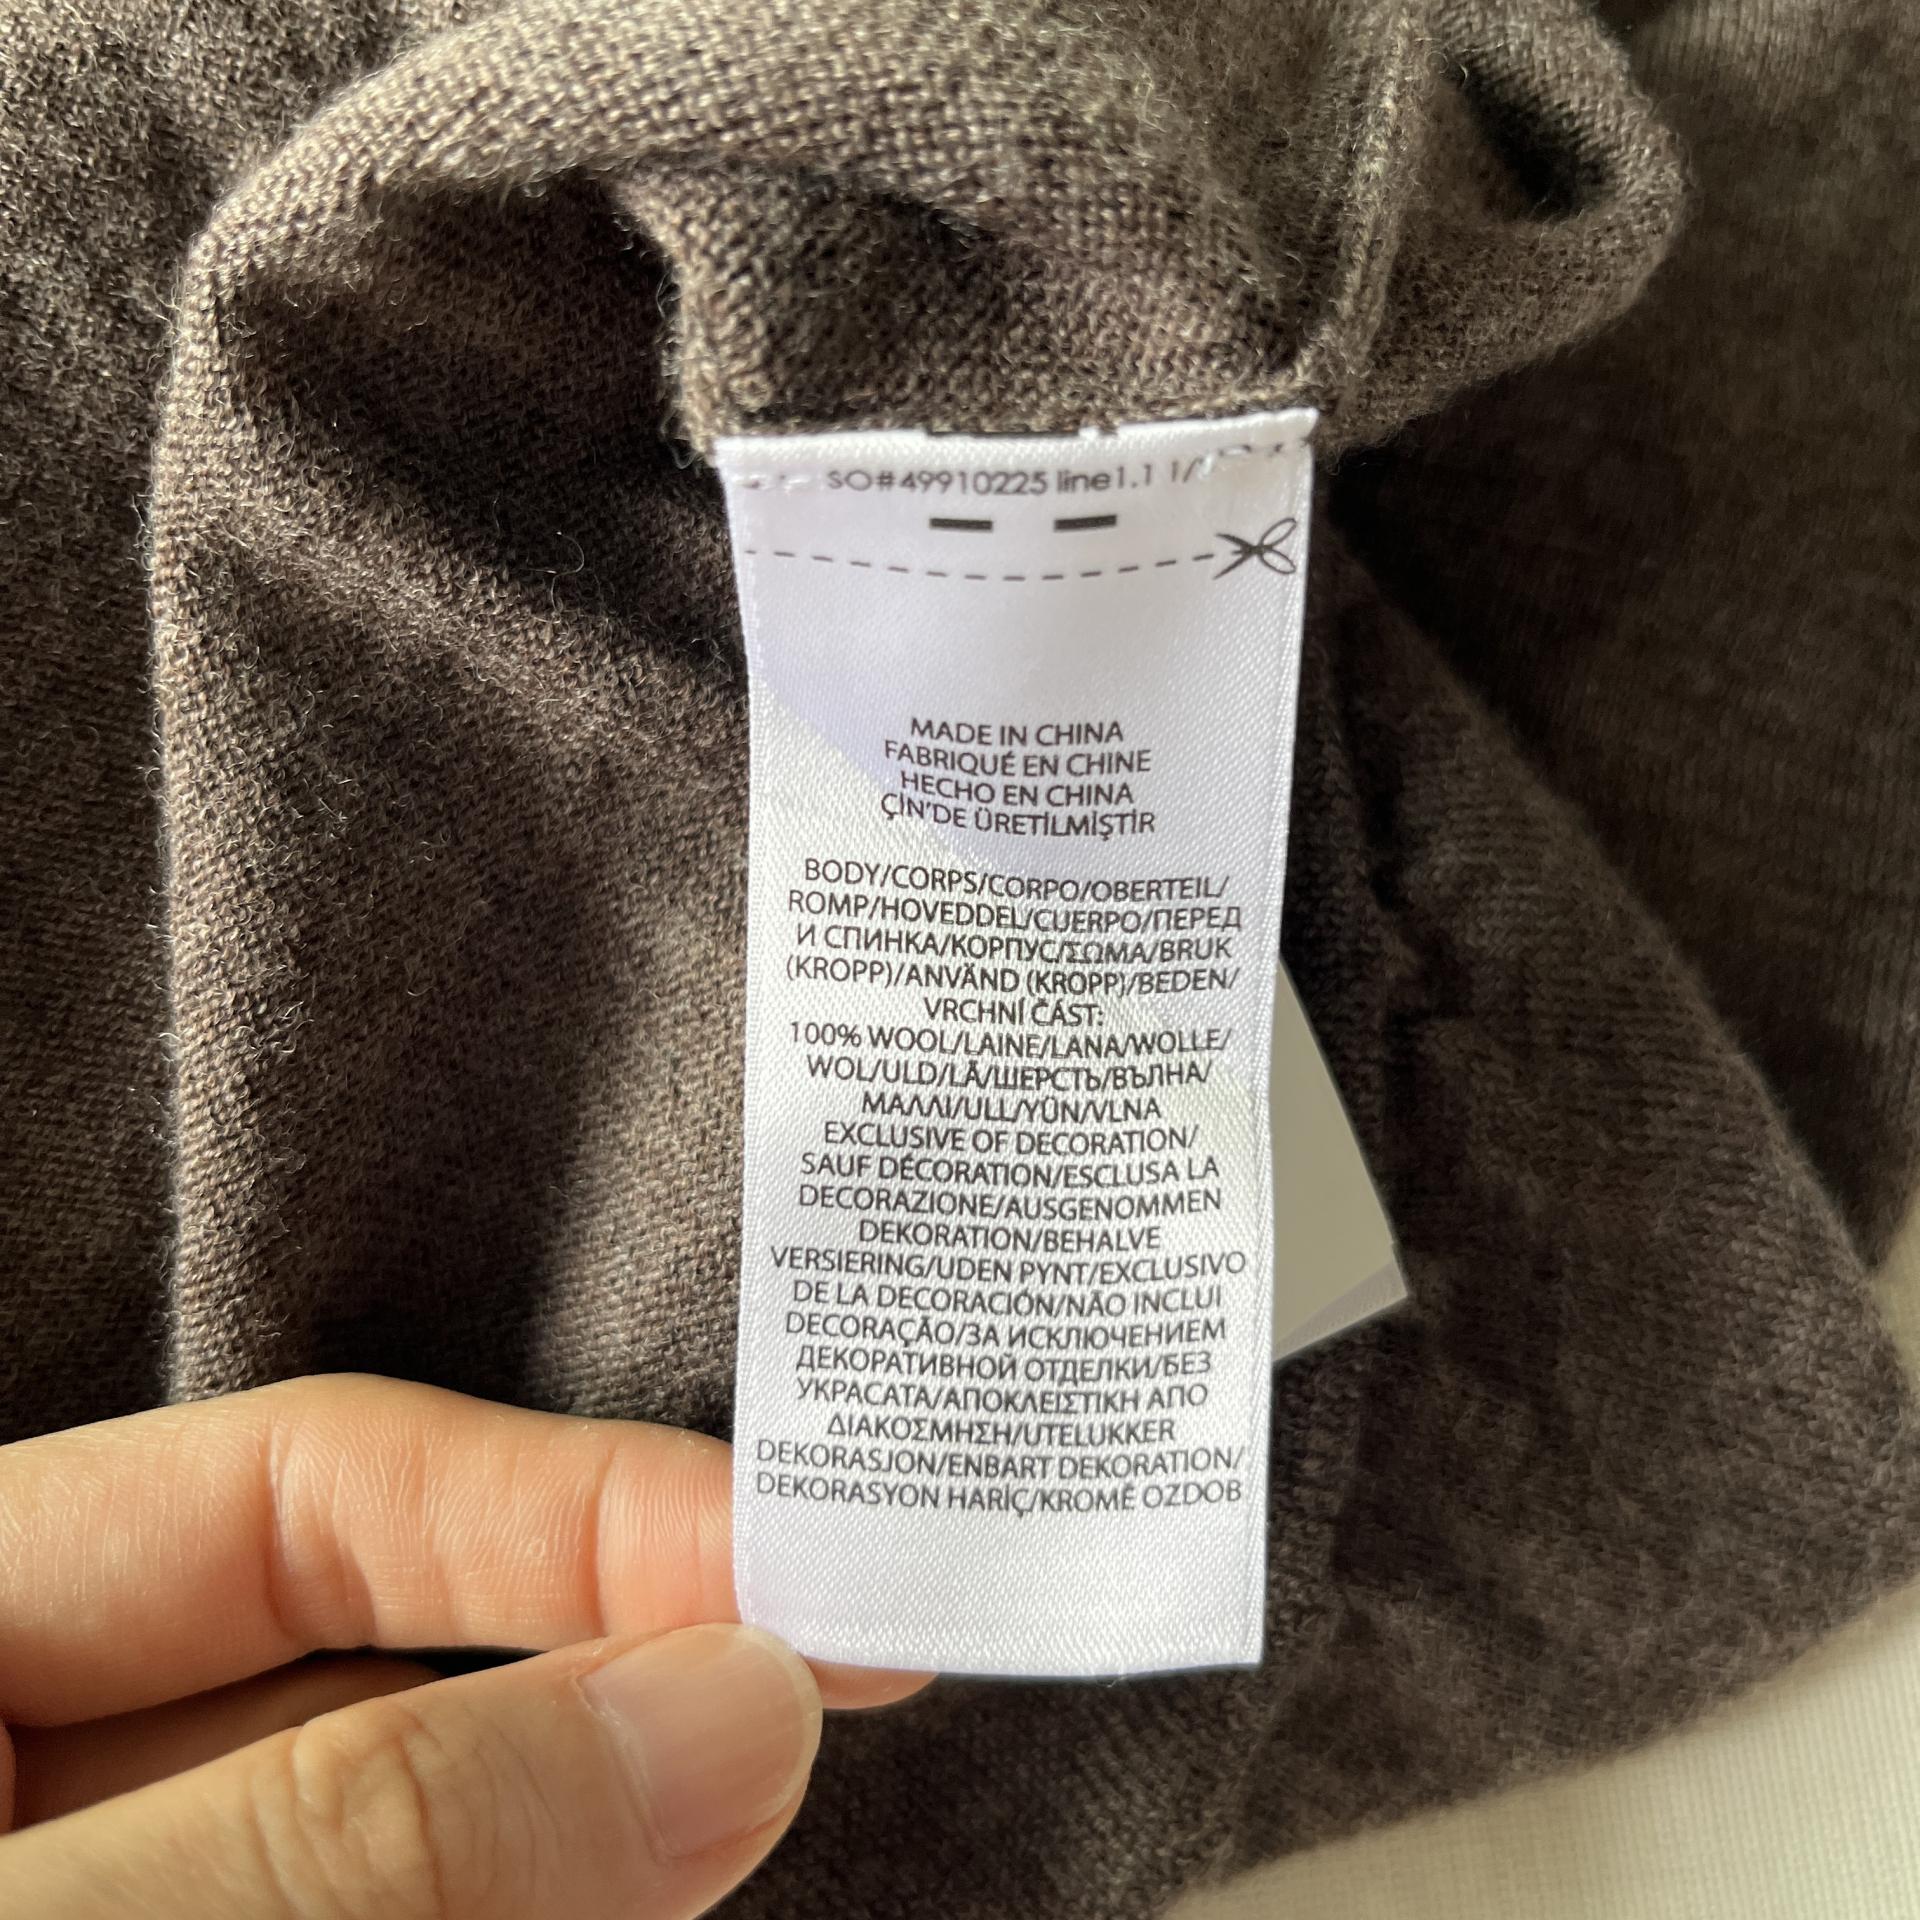 SO#49910225 line1.1 1/
MADE IN CHINA
FABRIQUÉ EN CHINE
HECHO EN CHINA
ÇİN'DE ÜRETİLMİŞTİR
BODY/CORPS/CORPO/OBERTEIL/
ROMP/HOVEDDEL/CUERPO/ПЕРЕД
И СПИНКА/КОРПУС/ΣΩΜΑ/BRUK
(KROPP)/ANVÄND (KROPP)/BEDEN/
VRCHNÍ ČÁST:
100% WOOL/LAINE/LANA/WOLLE/
WOL/ULD/LÃ/ШЕРСТЬ/ВЪЛНА/
ΜΑΛΛΙ/ULL/YÜN/VLNA
EXCLUSIVE OF DECORATION/
SAUF DÉCORATION/ESCLUSA LA
DECORAZIONE/AUSGENOMMEN
DEKORATION/BEHALVE
VERSIERING/UDEN PYNT/EXCLUSIVO
DE LA DECORACIÓN/NÃO INCLUI
DECORAÇÃO/ЗА ИСКЛЮЧЕНИЕМ
ДЕКОРАТИВНОЙ ОТДЕЛКИ/БЕЗ
УКРАСАТА/ΑΠΟΚΛΕΙΣΤΙΚΗ ΑΠΟ
ΔΙΑΚΟΣΜΗΣΗ/UTELUKKER
DEKORASJON/ENBART DEKORATION/
DEKORASYON HARİÇ/KROMĚ OZDOB